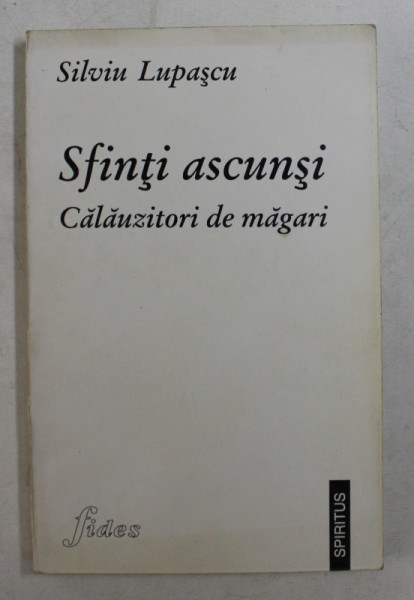 Silviu Lupaşcu
Sfinţi ascunşi
Călăuzitori de măgari
fides
SPIRITUS